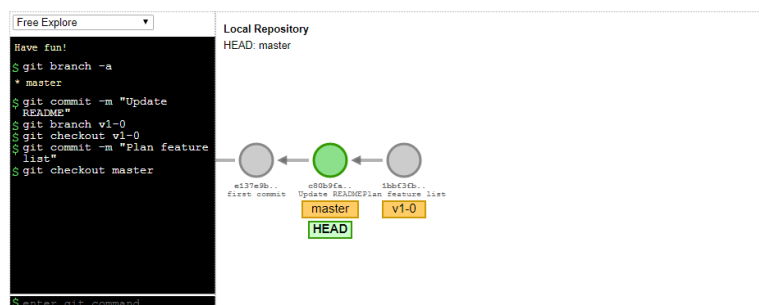 Free Explore
Have fun!
$ git branch -a
* master
$ git commit -m "Update
README"
$ git branch v1-0
$ git checkout v1-0
$ git commit -m "Plan feature
list"
$ git checkout master
$ enter git command
Local Repository
HEAD: master
e137e9b.. c80b9fa.. 1bbf3fb..
first commit Update README Plan feature list
master v1-0
HEAD